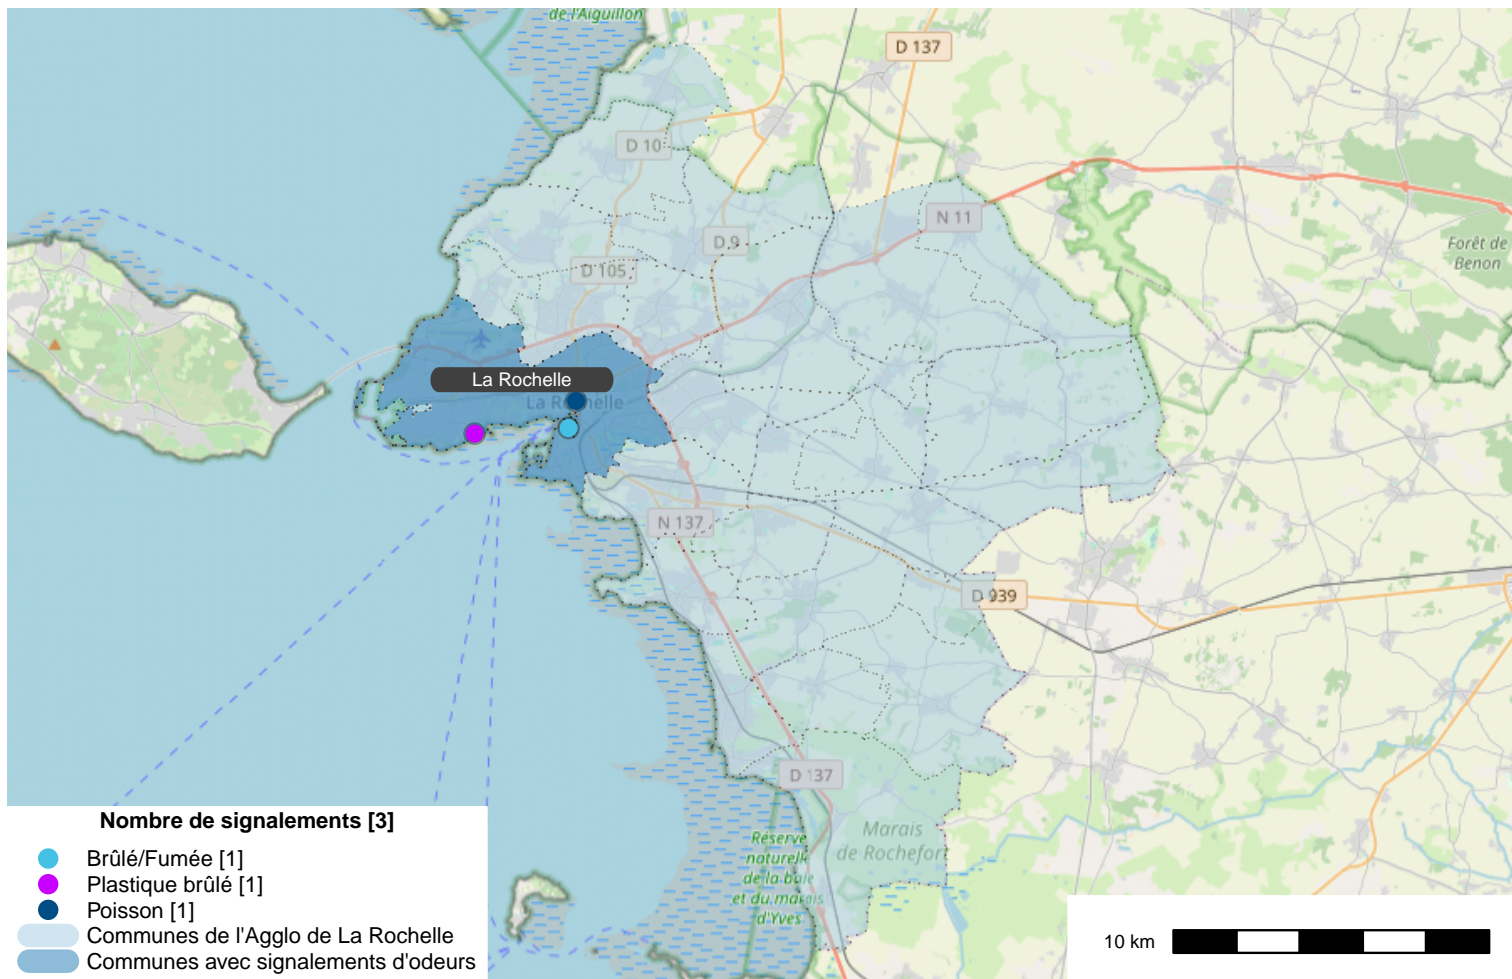 de l'Aiguillon
D 137
D 10
N 11
D 9
Forêt de
Benon
D 105
La Rochelle
La Rochelle
N 137
D 939
D 137
Marais
de Rochefort
Réserve
naturelle
de la baie
et du marais
d'Yves
Nombre de signalements [3]
Brûlé/Fumée [1]
Plastique brûlé [1]
Poisson [1]
Communes de l'Agglo de La Rochelle
Communes avec signalements d'odeurs
10 km